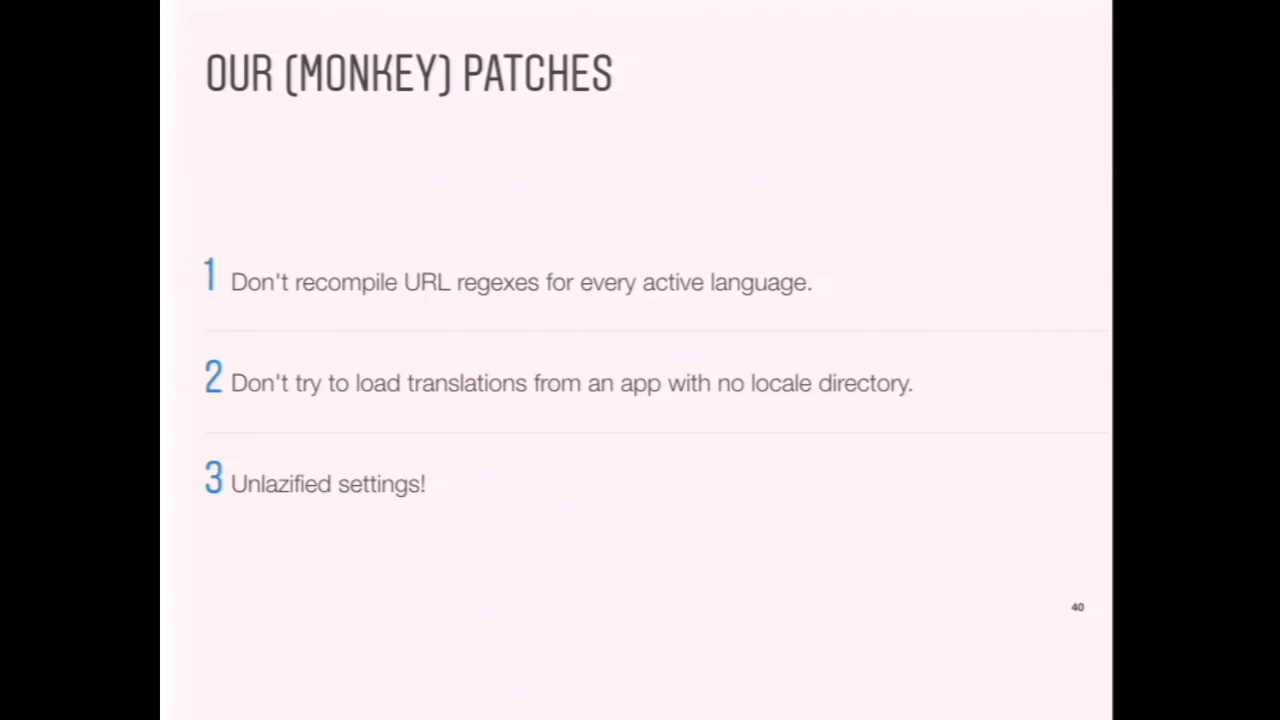 OUR (MONKEY) PATCHES
1 Don't recompile URL regexes for every active language.
2 Don't try to load translations from an app with no locale directory.
3 Unlazified settings!
40